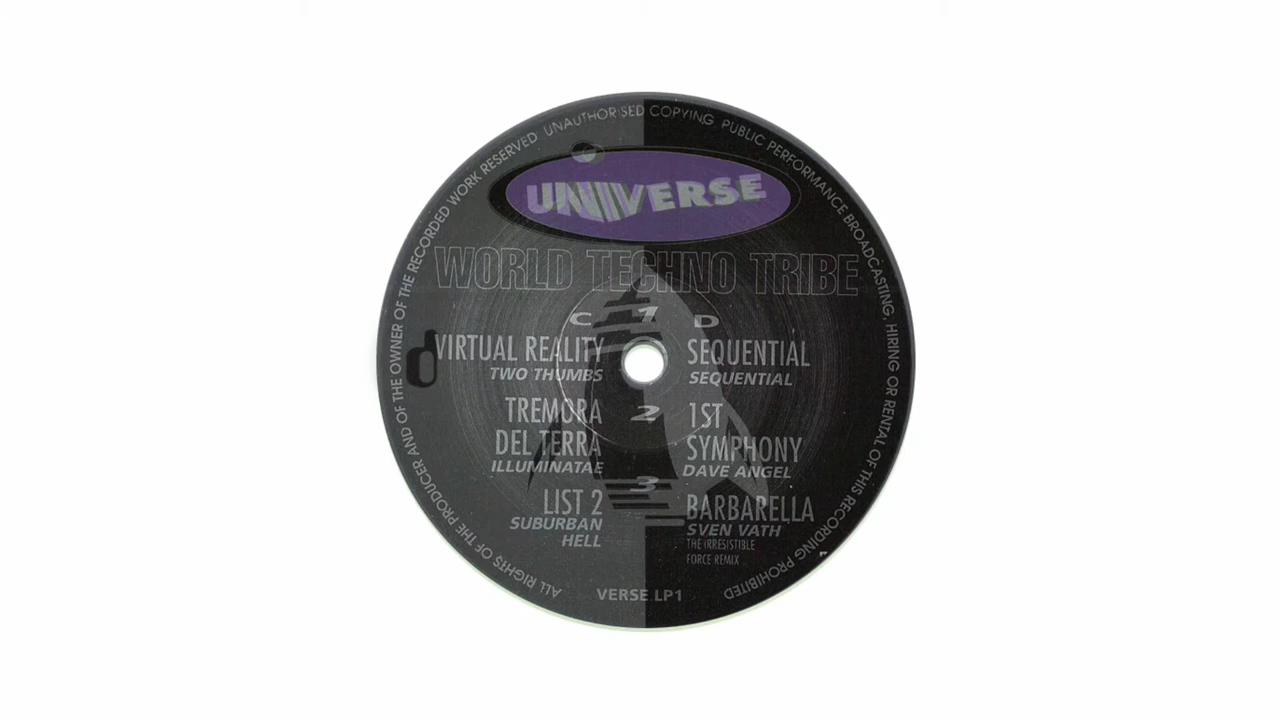 ALL RIGHTS OF THE PRODUCER AND OF THE OWNER OF THE RECORDED WORK RESERVED UNAUTHORISED COPYING PUBLIC PERFORMANCE BROADCASTING, HIRING OR RENTAL OF THIS RECORDING PROHIBITED
UNIVERSE
WORLD TECHNO TRIBE
C 1 D
VIRTUAL REALITY
TWO THUMBS
SEQUENTIAL
SEQUENTIAL
2
TREMORA
DEL TERRA
ILLUMINATAE
1ST
SYMPHONY
DAVE ANGEL
3
LIST 2
SUBURBAN
HELL
BARBARELLA
SVEN VATH
THE IRRESISTIBLE
FORCE REMIX
VERSE LP1
d